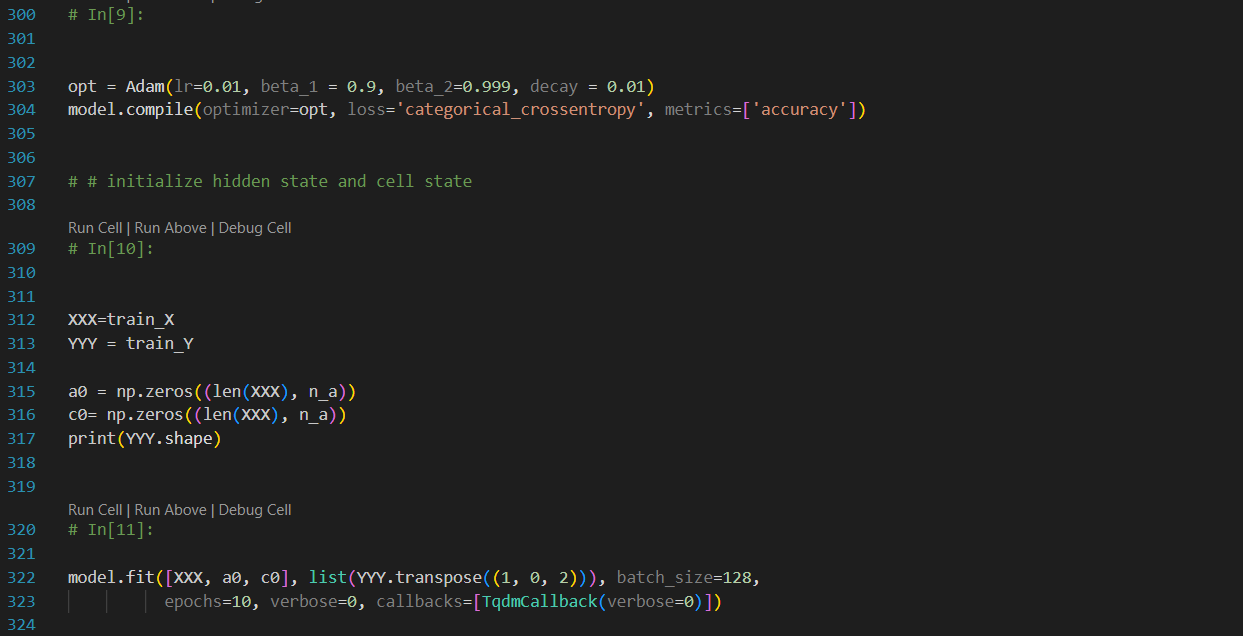 300 # In[9]:
301
302
303 opt = Adam(lr=0.01, beta_1 = 0.9, beta_2=0.999, decay = 0.01)
304 model.compile(optimizer=opt, loss='categorical_crossentropy', metrics=['accuracy'])
305
306
307 # # initialize hidden state and cell state
308
Run Cell | Run Above | Debug Cell
309 # In[10]:
310
311
312 XXX=train_X
313 YYY = train_Y
314
315 a0 = np.zeros((len(XXX), n_a))
316 c0= np.zeros((len(XXX), n_a))
317 print(YYY.shape)
318
319
Run Cell | Run Above | Debug Cell
320 # In[11]:
321
322 model.fit([XXX, a0, c0], list(YYY.transpose((1, 0, 2))), batch_size=128,
323 epochs=10, verbose=0, callbacks=[TqdmCallback(verbose=0)])
324